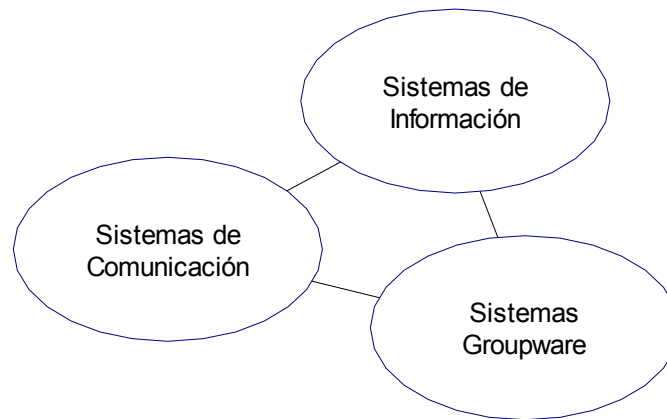 Sistemas de
Información
Sistemas de
Comunicación
Sistemas
Groupware